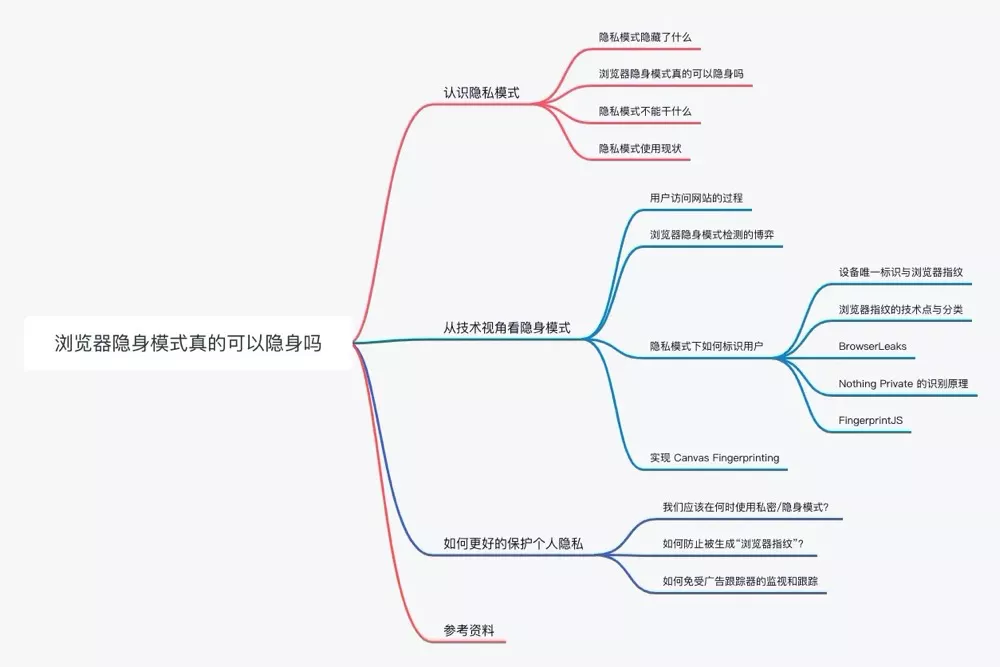 浏览器隐身模式真的可以隐身吗
认识隐私模式
隐私模式隐藏了什么
浏览器隐身模式真的可以隐身吗
隐私模式不能干什么
隐私模式使用现状
从技术视角看隐身模式
用户访问网站的过程
浏览器隐身模式检测的博弈
隐私模式下如何标识用户
设备唯一标识与浏览器指纹
浏览器指纹的技术点与分类
BrowserLeaks
Nothing Private 的识别原理
FingerprintJS
实现 Canvas Fingerprinting
如何更好的保护个人隐私
我们应该在何时使用私密/隐身模式?
如何防止被生成“浏览器指纹”?
如何免受广告跟踪器的监视和跟踪
参考资料